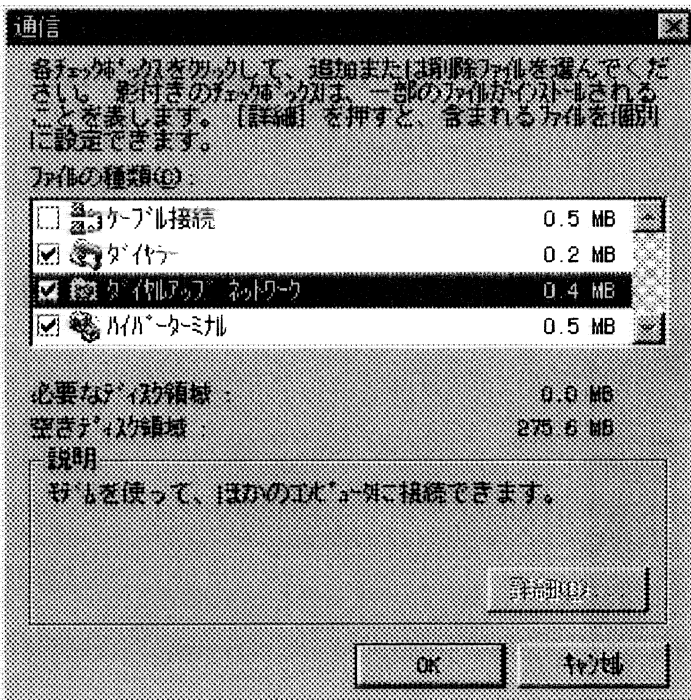 通信
各ﾁｪｯｸﾎﾞｯｸｽをｸﾘｯｸして、追加または削除ﾌｧｲﾙを選んでくだ
さい。 影付きのﾁｪｯｸﾎﾞｯｸｽは、一部のﾌｧｲﾙがｲﾝｽﾄｰﾙされる
ことを表します。 [詳細] を押すと、含まれるﾌｧｲﾙを個別
に設定できます。
ﾌｧｲﾙの種類(C):
ｹｰﾌﾞﾙ接続 0.5 MB
ﾀﾞｲﾔﾗｰ 0.2 MB
ﾀﾞｲﾔﾙｱｯﾌﾟ ﾈｯﾄﾜｰｸ 0.4 MB
ﾊｲﾊﾟｰﾀｰﾐﾅﾙ 0.5 MB
必要なﾃﾞｨｽｸ領域 : 0.0 MB
空きﾃﾞｨｽｸ領域 : 275.6 MB
説明
ﾓﾃﾞﾑを使って、ほかのｺﾝﾋﾟｭｰﾀに接続できます。
詳細(D)...
OK ｷｬﾝｾﾙ